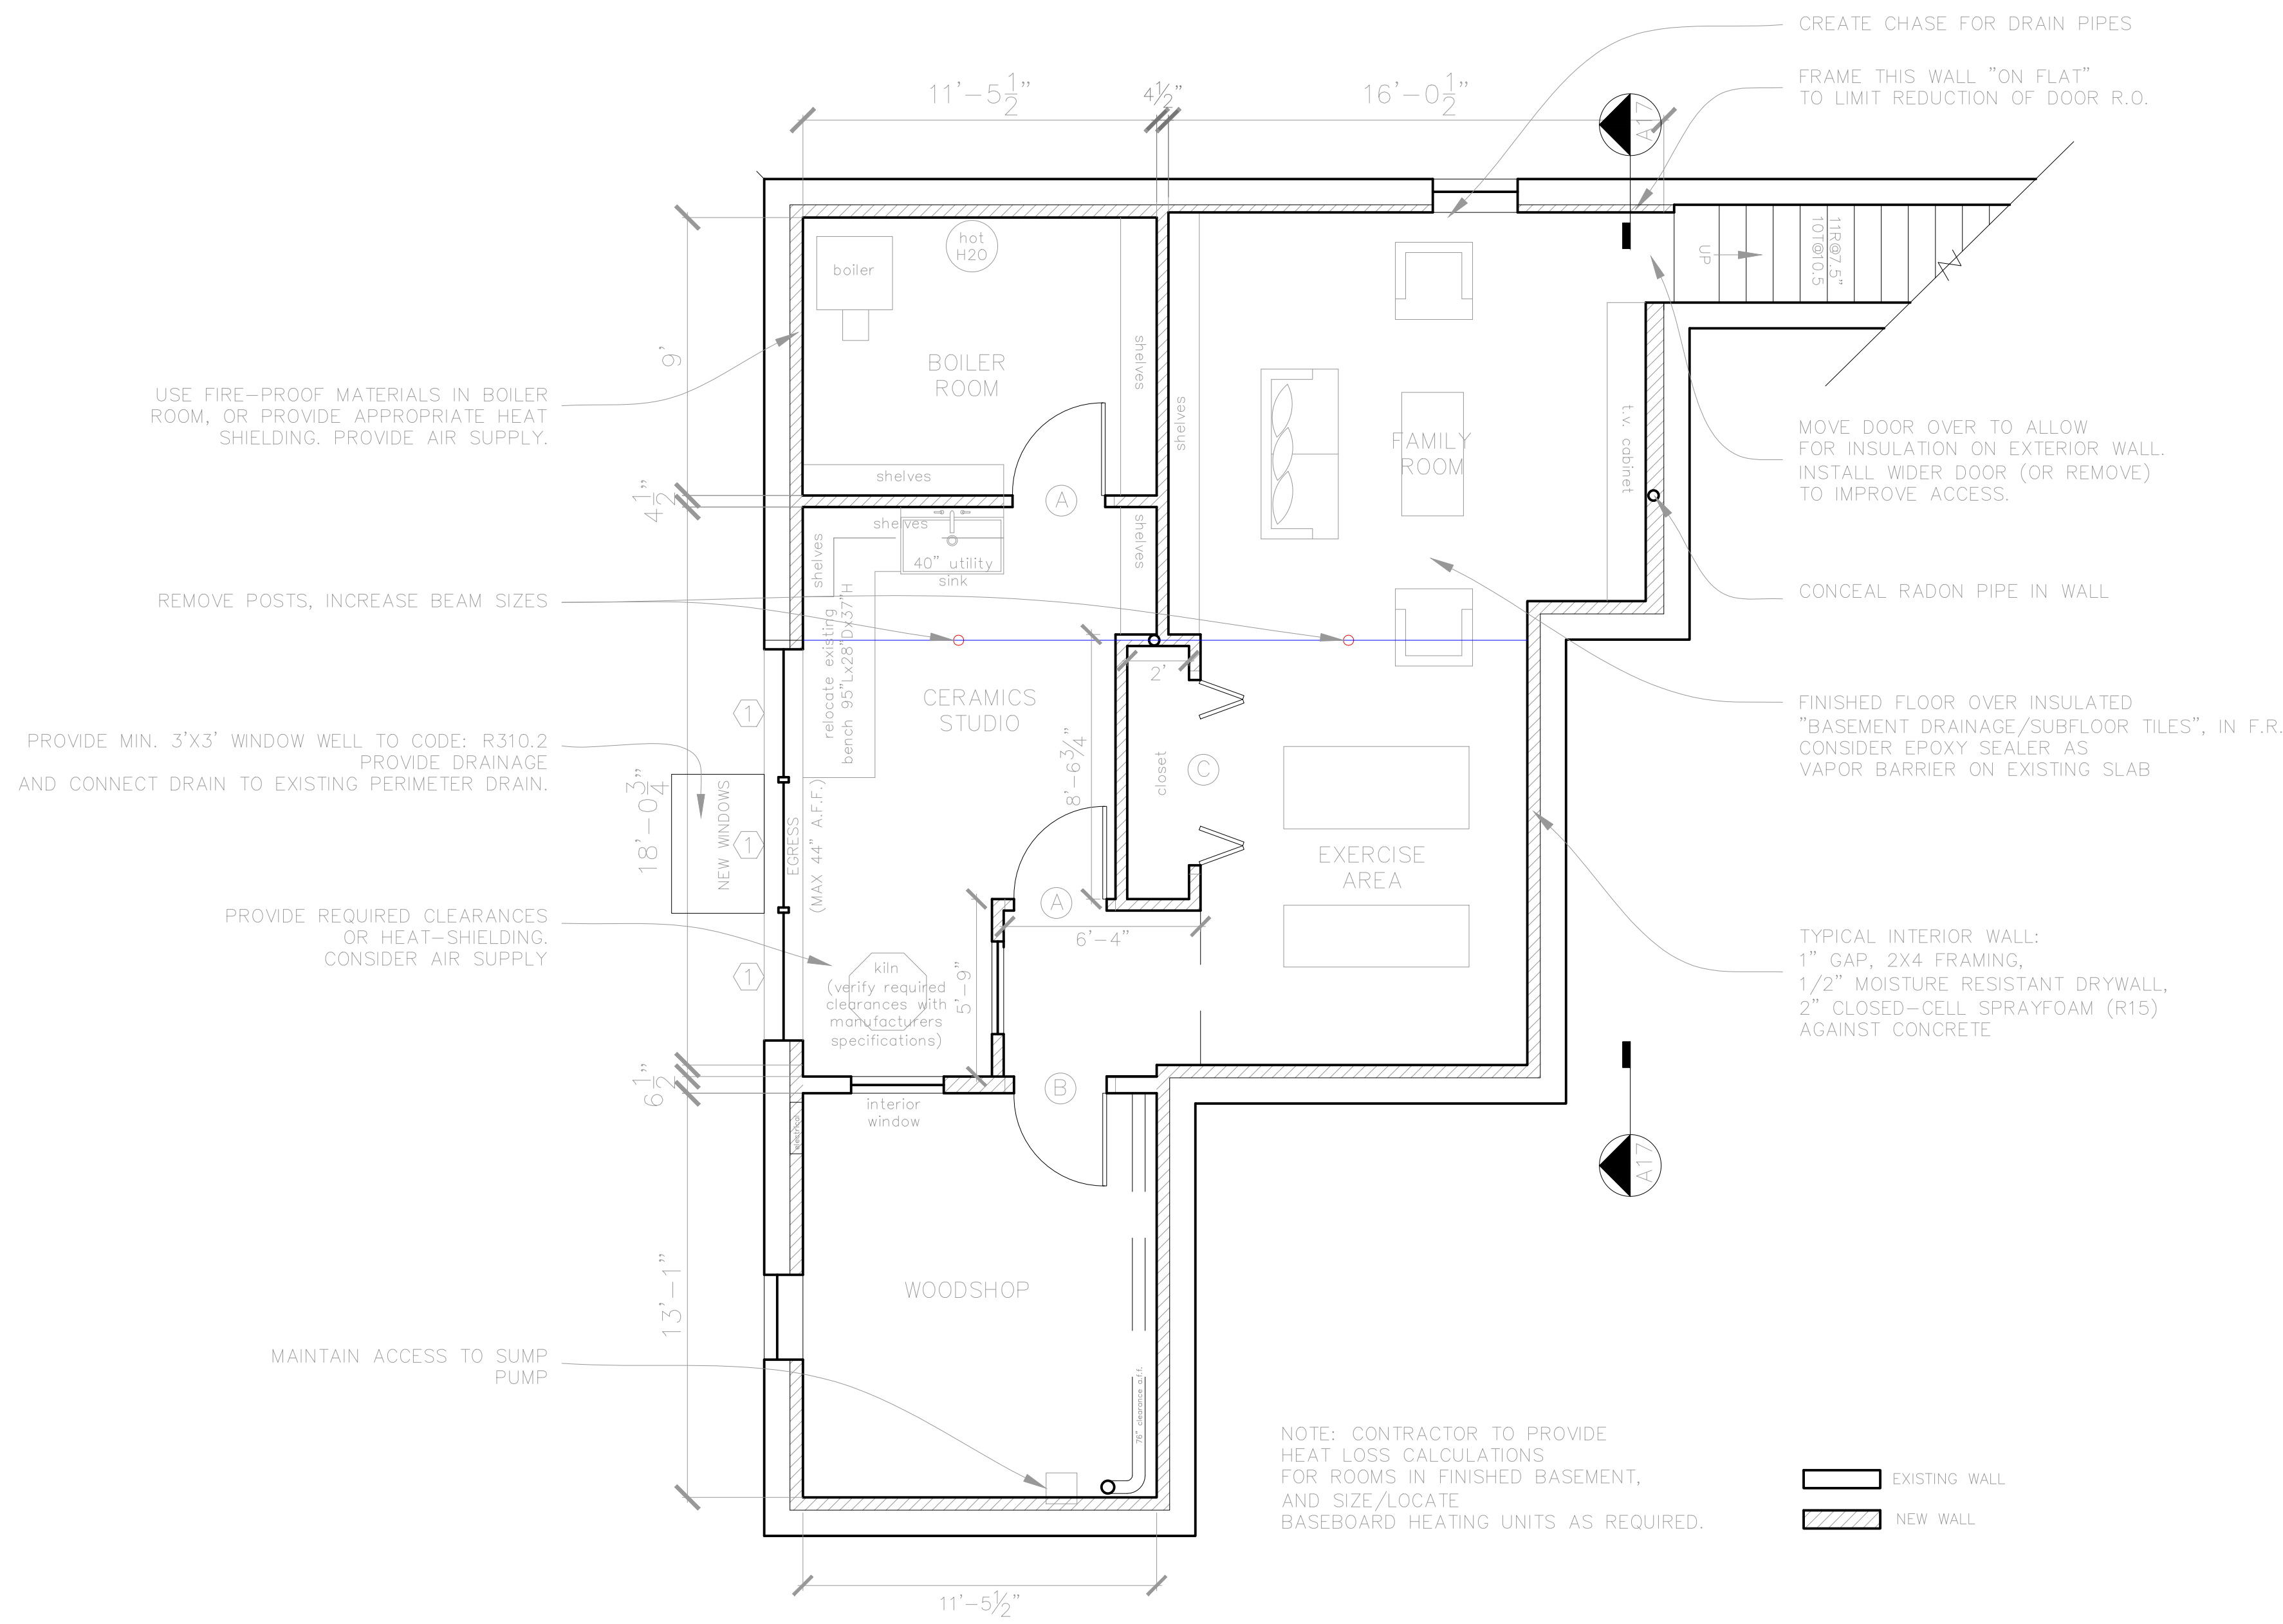 CREATE CHASE FOR DRAIN PIPES
FRAME THIS WALL "ON FLAT"
TO LIMIT REDUCTION OF DOOR R.O.
11'-5 1/2"
4 1/2"
16'-0 1/2"
A17
hot
H2O
boiler
UP
11R@7.5"
10T@10.5
9'
BOILER
ROOM
shelves
shelves
shelves
FAMILY
ROOM
t.v. cabinet
USE FIRE-PROOF MATERIALS IN BOILER
ROOM, OR PROVIDE APPROPRIATE HEAT
SHIELDING. PROVIDE AIR SUPPLY.
MOVE DOOR OVER TO ALLOW
FOR INSULATION ON EXTERIOR WALL.
INSTALL WIDER DOOR (OR REMOVE)
TO IMPROVE ACCESS.
4 1/2"
A
shelves
shelves
shelves
40" utility
sink
REMOVE POSTS, INCREASE BEAM SIZES
CONCEAL RADON PIPE IN WALL
relocate existing
bench 95"Lx28"Dx37"H
2'
CERAMICS
STUDIO
1
FINISHED FLOOR OVER INSULATED
"BASEMENT DRAINAGE/SUBFLOOR TILES", IN F.R.
CONSIDER EPOXY SEALER AS
VAPOR BARRIER ON EXISTING SLAB
PROVIDE MIN. 3'X3' WINDOW WELL TO CODE: R310.2
PROVIDE DRAINAGE
AND CONNECT DRAIN TO EXISTING PERIMETER DRAIN.
18'-0 3/4"
NEW WINDOWS
1
EGRESS
(MAX 44" A.F.F.)
8'-6 3/4"
closet
C
EXERCISE
AREA
A
6'-4"
PROVIDE REQUIRED CLEARANCES
OR HEAT-SHIELDING.
CONSIDER AIR SUPPLY
1
kiln
(verify required
clearances with
manufacturers
specifications)
5'-9"
TYPICAL INTERIOR WALL:
1" GAP, 2X4 FRAMING,
1/2" MOISTURE RESISTANT DRYWALL,
2" CLOSED-CELL SPRAYFOAM (R15)
AGAINST CONCRETE
6 1/2"
B
interior
window
A17
13'-1"
WOODSHOP
MAINTAIN ACCESS TO SUMP
PUMP
76" clearance a.f.f.
NOTE: CONTRACTOR TO PROVIDE
HEAT LOSS CALCULATIONS
FOR ROOMS IN FINISHED BASEMENT,
AND SIZE/LOCATE
BASEBOARD HEATING UNITS AS REQUIRED.
EXISTING WALL
NEW WALL
11'-5 1/2"